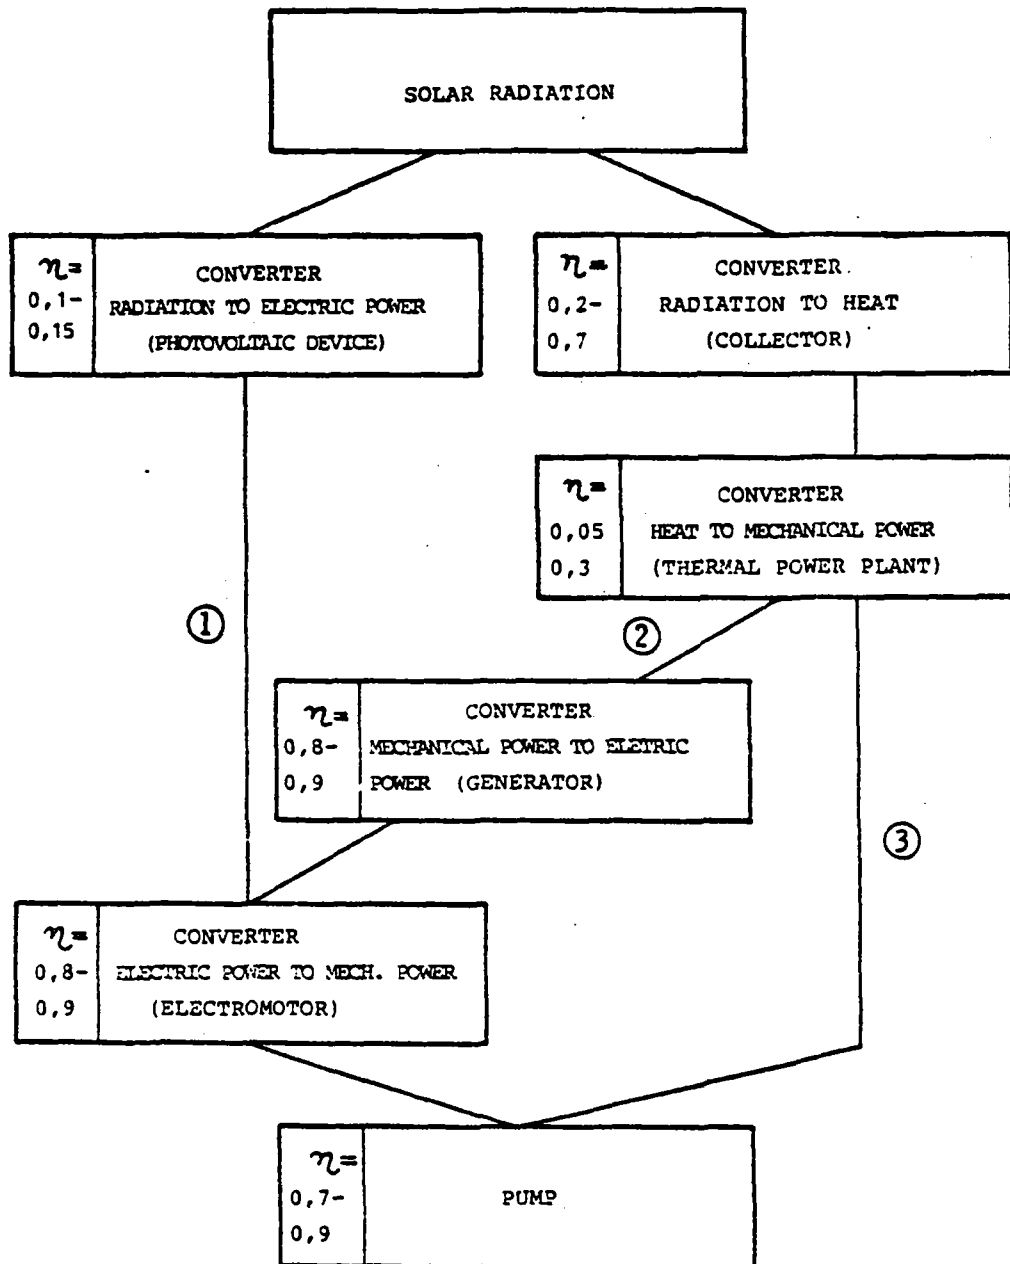 SOLAR RADIATION
η=
0,1-
0,15
CONVERTER
RADIATION TO ELECTRIC POWER
(PHOTOVOLTAIC DEVICE)
η=
0,2-
0,7
CONVERTER.
RADIATION TO HEAT
(COLLECTOR)
η=
0,05
0,3
CONVERTER
HEAT TO MECHANICAL POWER
(THERMAL POWER PLANT)
①
②
η=
0,8-
0,9
CONVERTER
MECHANICAL POWER TO ELETRIC
POWER (GENERATOR)
③
η=
0,8-
0,9
CONVERTER
ELECTRIC POWER TO MECH. POWER
(ELECTROMOTOR)
η=
0,7-
0,9
PUMP